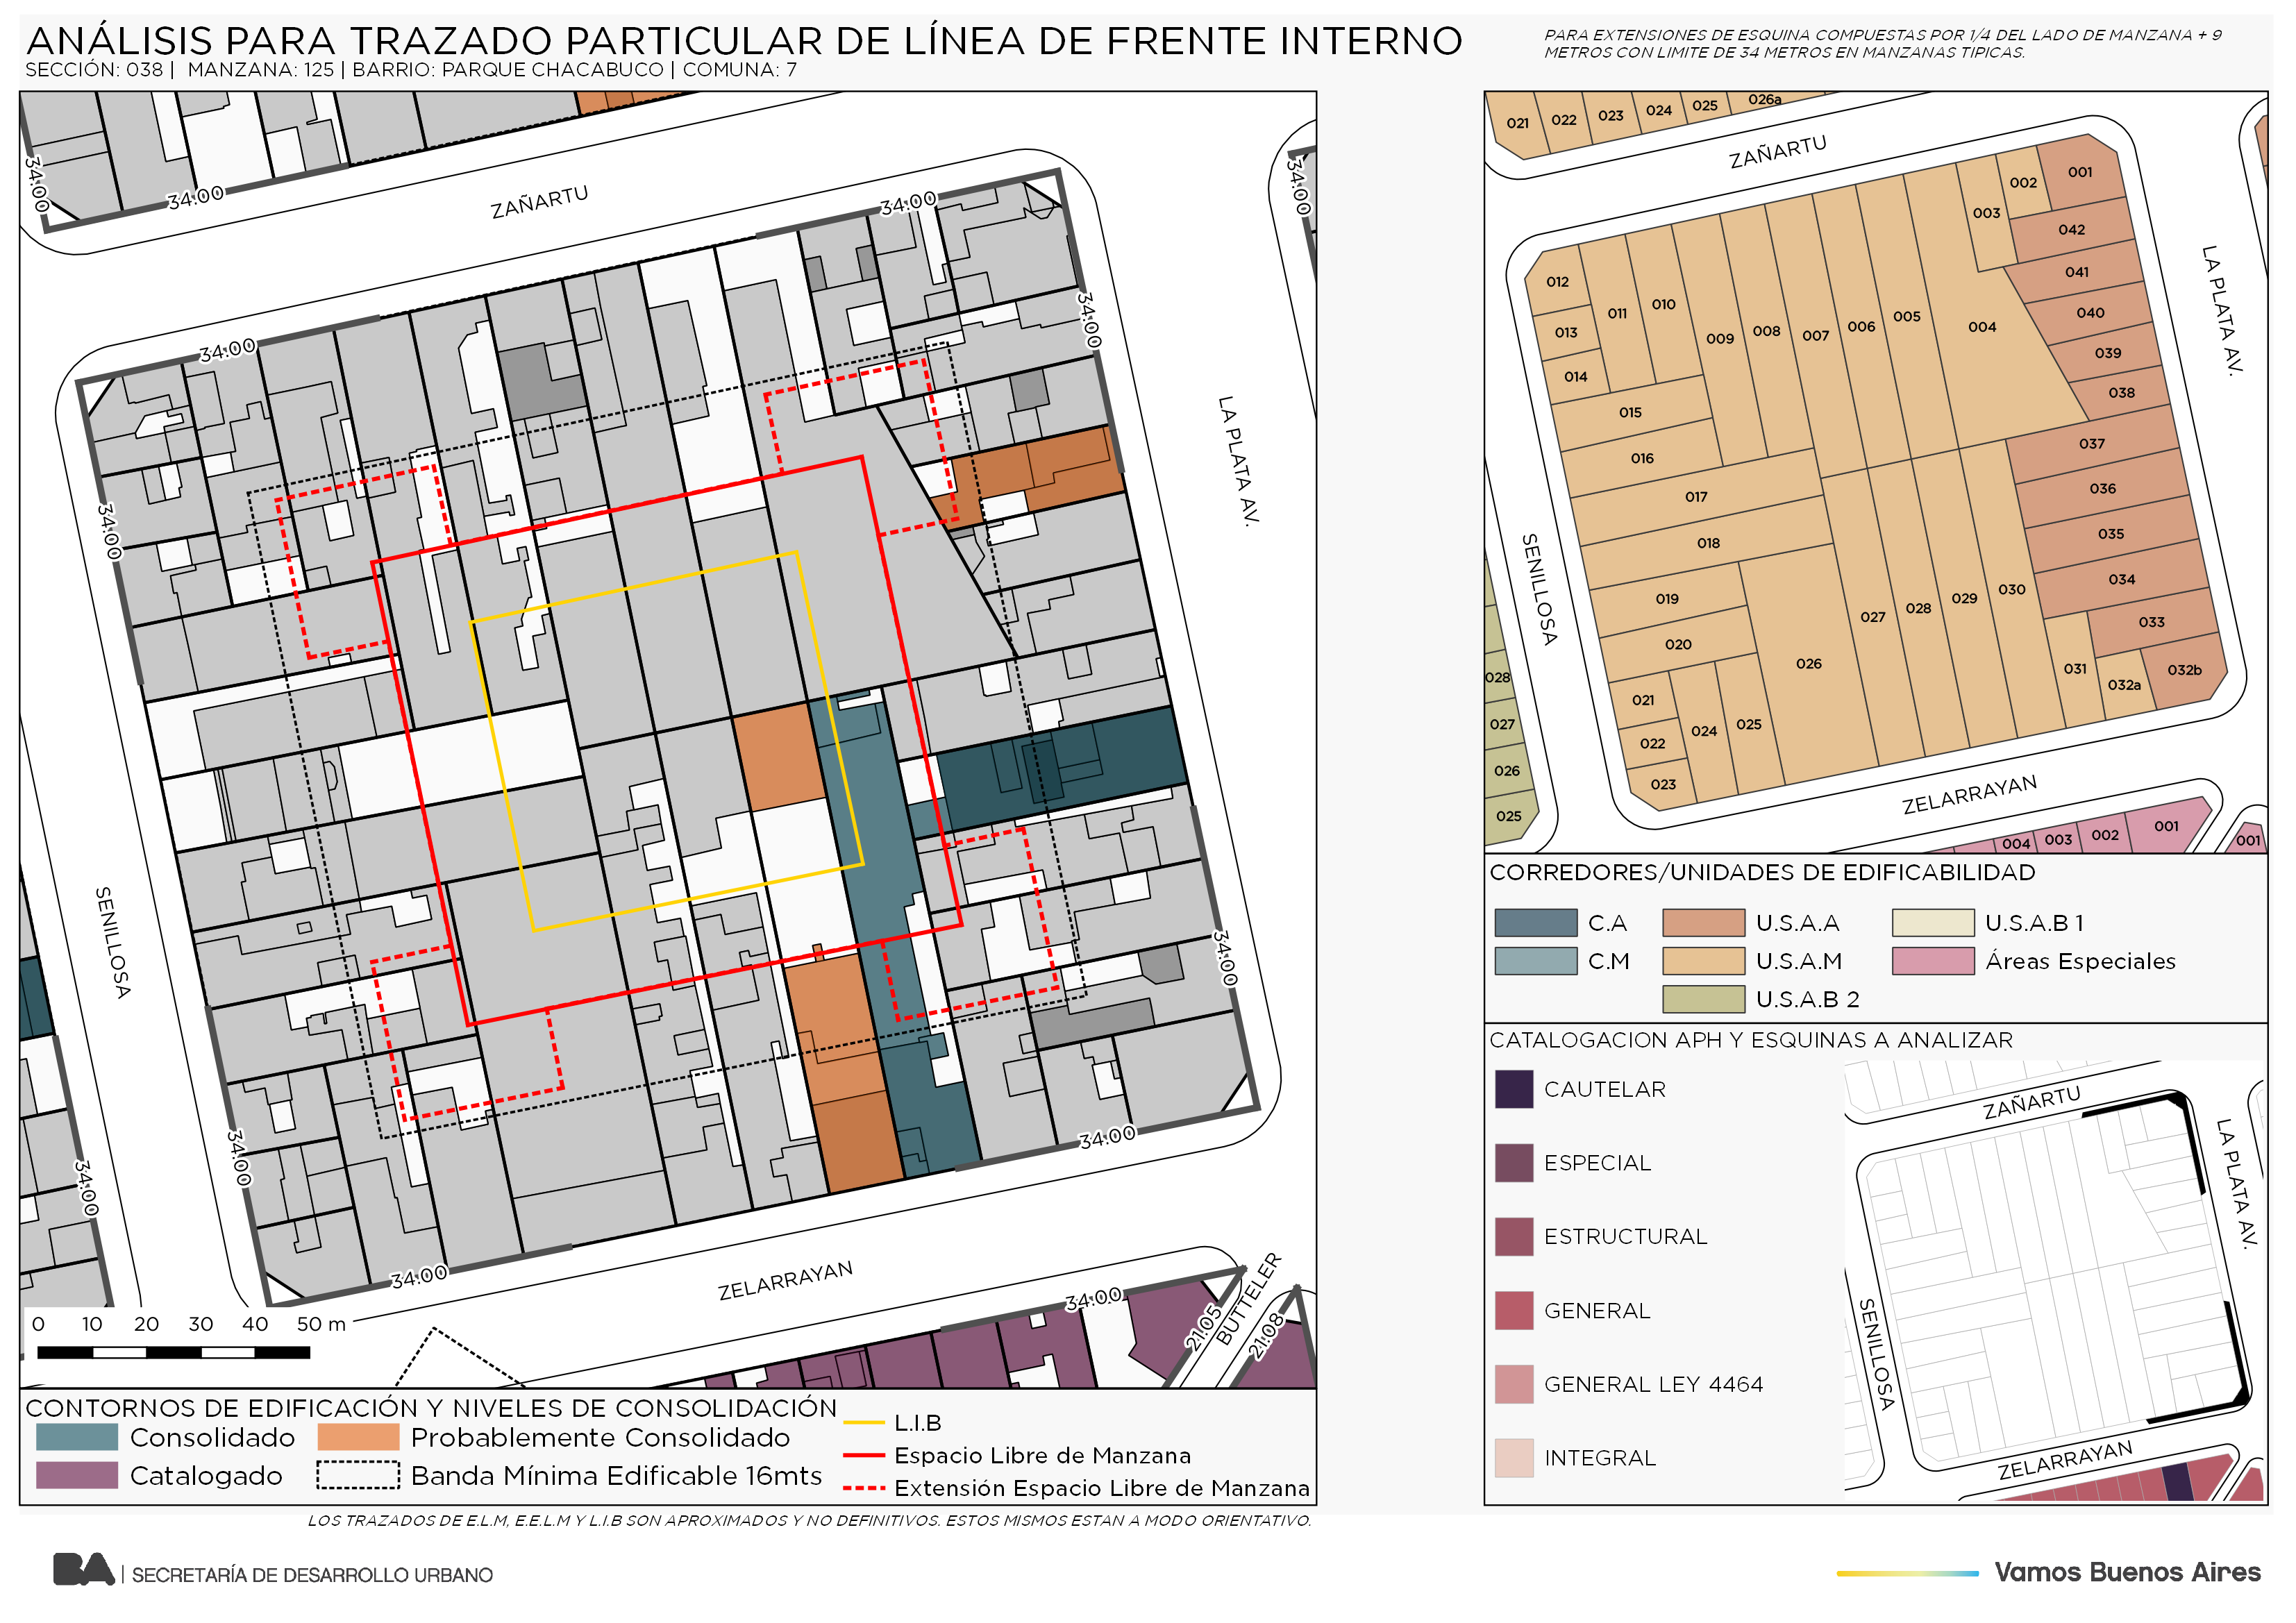 ANÁLISIS PARA TRAZADO PARTICULAR DE LÍNEA DE FRENTE INTERNO
SECCIÓN: 038 | MANZANA: 125 | BARRIO: PARQUE CHACABUCO | COMUNA: 7
PARA EXTENSIONES DE ESQUINA COMPUESTAS POR 1/4 DEL LADO DE MANZANA + 9
METROS CON LIMITE DE 34 METROS EN MANZANAS TIPICAS.
34.00
34.00
ZAÑARTU
34.00
34.00
34.00
34.00
34.00
LA PLATA AV.
SENILLOSA
34.00
34.00
34.00
34.00
34.00
ZELARRAYAN
34.00
21.05
BUTTELER
21.08
0 10 20 30 40 50 m
CONTORNOS DE EDIFICACIÓN Y NIVELES DE CONSOLIDACIÓN
Consolidado
Probablemente Consolidado
Catalogado
Banda Mínima Edificable 16mts
L.I.B
Espacio Libre de Manzana
Extensión Espacio Libre de Manzana
LOS TRAZADOS DE E.L.M, E.E.L.M Y L.I.B SON APROXIMADOS Y NO DEFINITIVOS. ESTOS MISMOS ESTAN A MODO ORIENTATIVO.
021 022 023 024 025 026a
ZAÑARTU
001
002
003
042
041
040
039
038
004
005
006
007
008
009
010
011
012
013
014
015
016
017
018
019
020
021
022
023
024
025
026
027
028
029
030
031
032a
032b
033
034
035
036
037
LA PLATA AV.
SENILLOSA
028
027
026
025
ZELARRAYAN
004 003 002 001
001
CORREDORES/UNIDADES DE EDIFICABILIDAD
C.A
U.S.A.A
U.S.A.B 1
C.M
U.S.A.M
Áreas Especiales
U.S.A.B 2
CATALOGACION APH Y ESQUINAS A ANALIZAR
CAUTELAR
ESPECIAL
ESTRUCTURAL
GENERAL
GENERAL LEY 4464
INTEGRAL
ZAÑARTU
LA PLATA AV.
SENILLOSA
ZELARRAYAN
BA | SECRETARÍA DE DESARROLLO URBANO
Vamos Buenos Aires